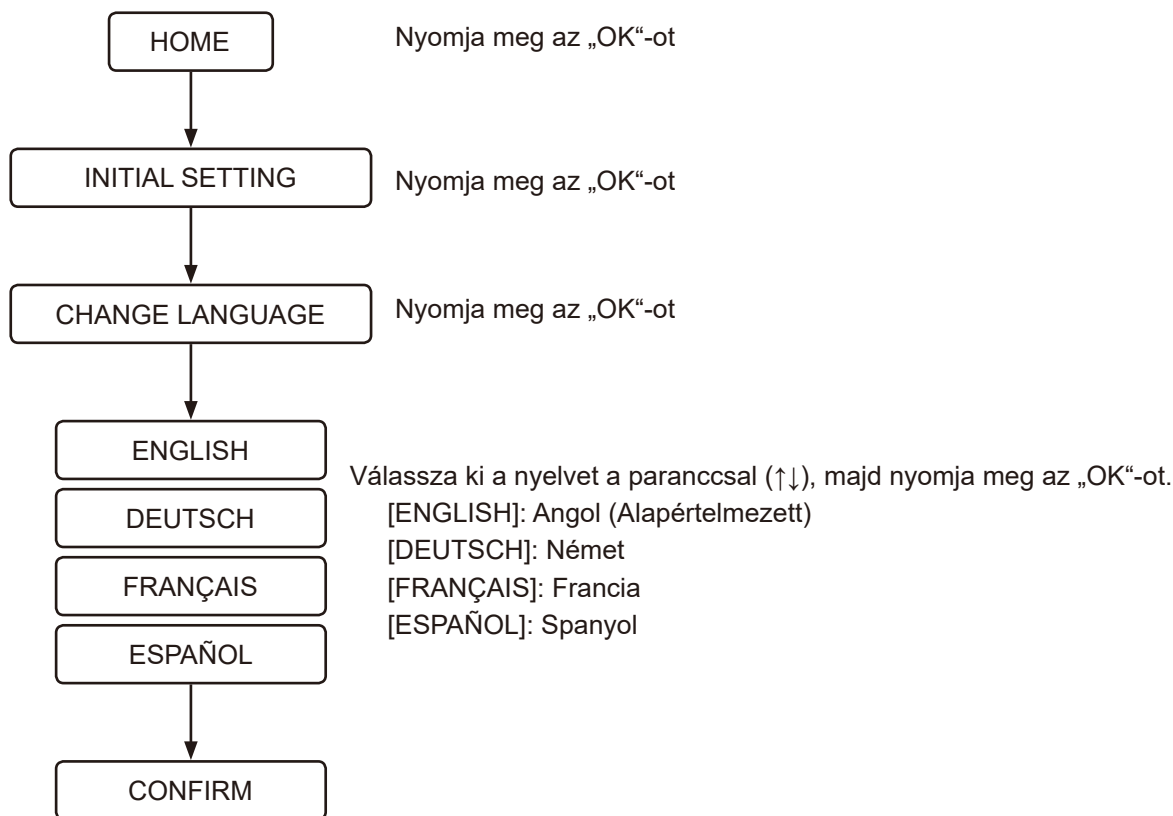 HOME
Nyomja meg az „OK“-ot
INITIAL SETTING
Nyomja meg az „OK“-ot
CHANGE LANGUAGE
Nyomja meg az „OK“-ot
ENGLISH
DEUTSCH
FRANÇAIS
ESPAÑOL
Válassza ki a nyelvet a paranccsal (↑↓), majd nyomja meg az „OK“-ot.
[ENGLISH]: Angol (Alapértelmezett)
[DEUTSCH]: Német
[FRANÇAIS]: Francia
[ESPAÑOL]: Spanyol
CONFIRM